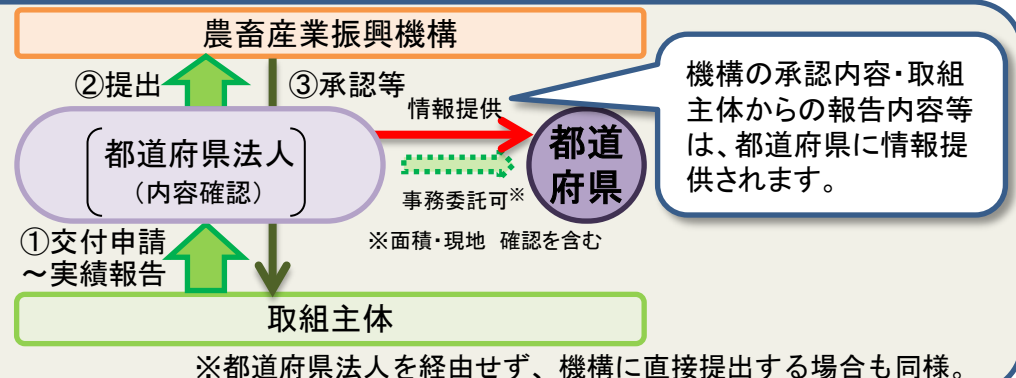 農畜産業振興機構
②提出
③承認等
情報提供
機構の承認内容・取組
主体からの報告内容等
は、都道府県に情報提
供されます。
都道府県法人
(内容確認)
都道
府県
事務委託可※
※面積・現地 確認を含む
①交付申請
～実績報告
取組主体
※都道府県法人を経由せず、機構に直接提出する場合も同様。